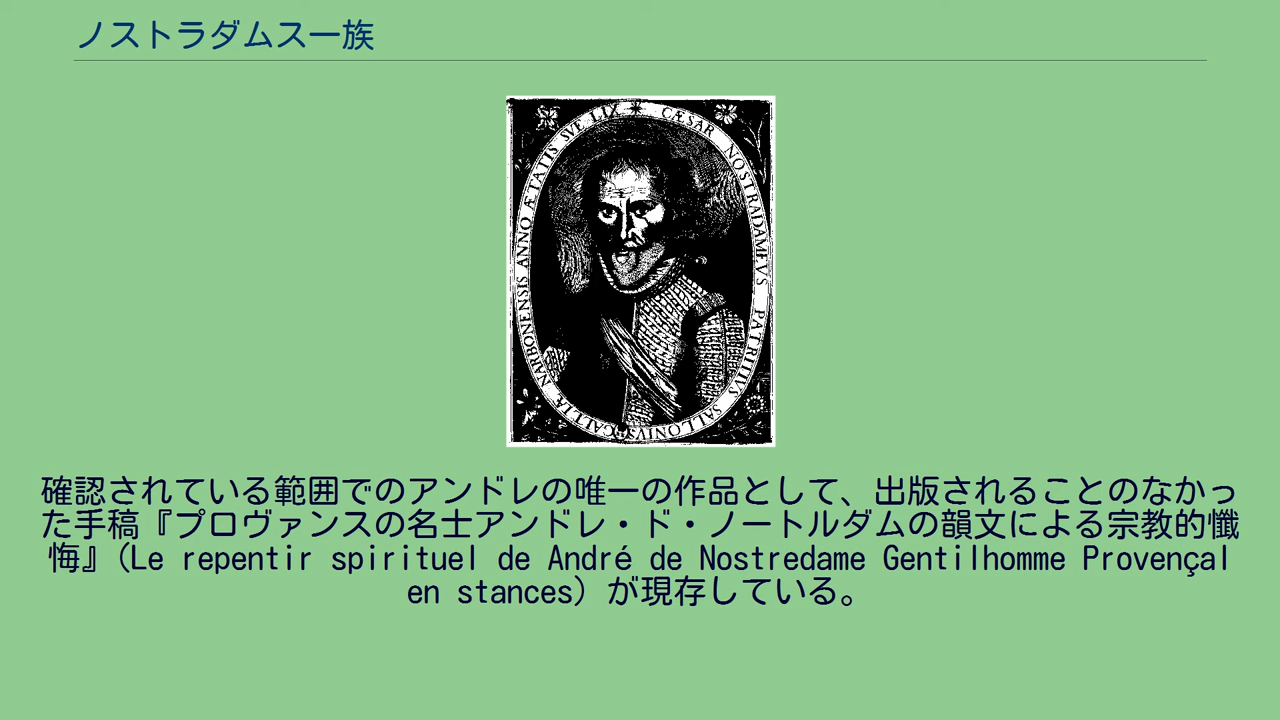 ノストラダムス一族
CÆSAR NOSTRADAMEVS PATRITIVS SALLONIVS GALLIÆ NARBONENSIS ANNO ÆTATIS SVE LIX
確認されている範囲でのアンドレの唯一の作品として、出版されることのなかっ
た手稿『プロヴァンスの名士アンドレ・ド・ノートルダムの韻文による宗教的懺
悔』（Le repentir spirituel de André de Nostredame Gentilhomme Provençal
en stances）が現存している。